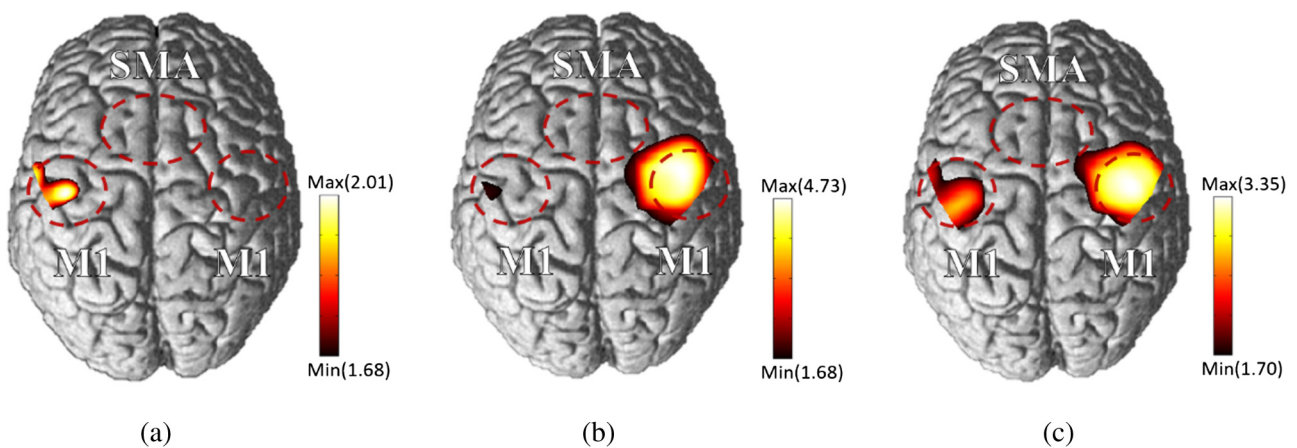 SMA
M1
M1
Max(2.01)
Min(1.68)
(a)
SMA
M1
M1
Max(4.73)
Min(1.68)
(b)
SMA
M1
M1
Max(3.35)
Min(1.70)
(c)